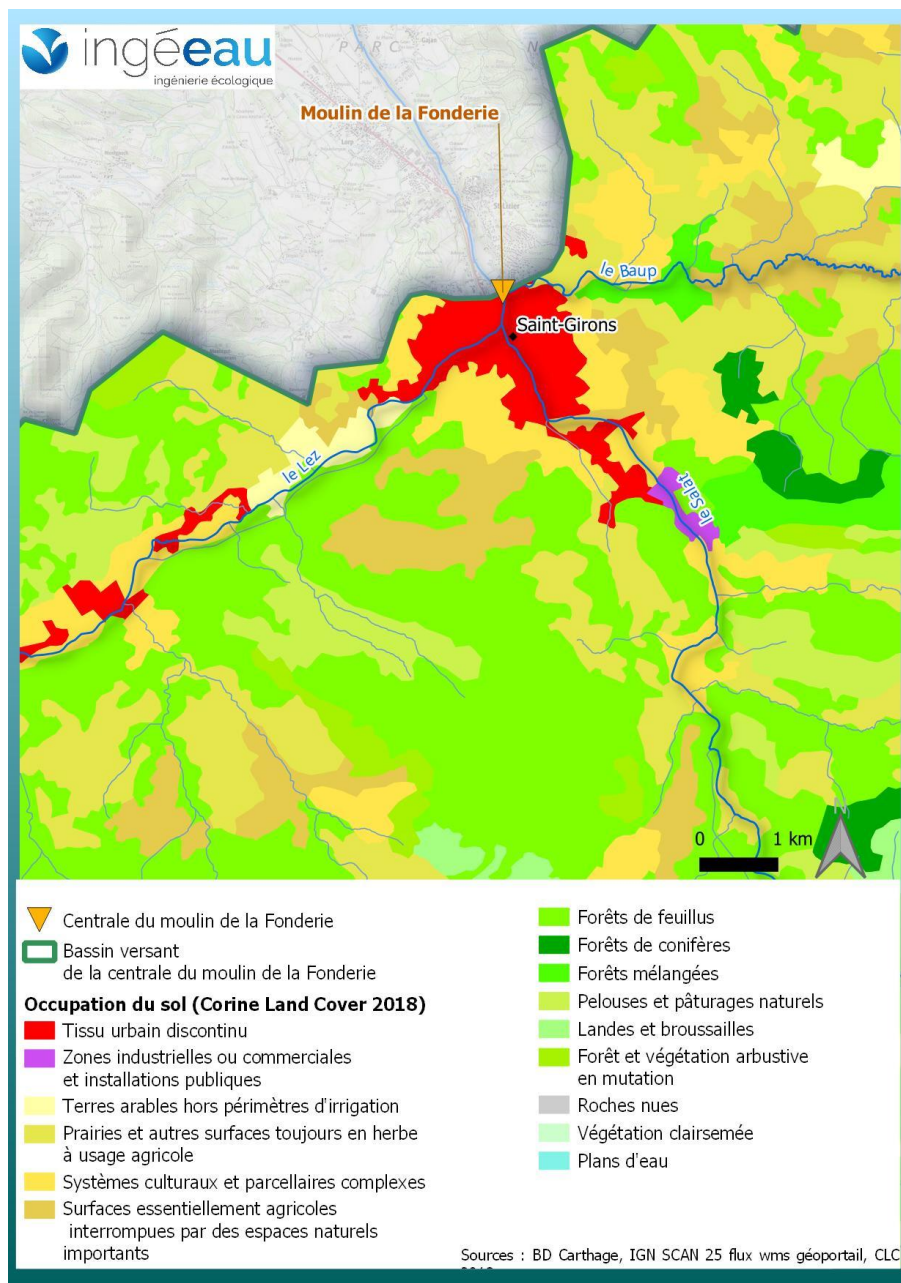 ingéeau
ingénierie écologique
PARC
N
Moulin de la Fonderie
Lorp
St-Lizier
le Baup
Saint-Girons
le Lez
le Salat
N
0 1 km
Centrale du moulin de la Fonderie
Bassin versant
de la centrale du moulin de la Fonderie
Occupation du sol (Corine Land Cover 2018)
Tissu urbain discontinu
Zones industrielles ou commerciales
et installations publiques
Terres arables hors périmètres d'irrigation
Prairies et autres surfaces toujours en herbe
à usage agricole
Systèmes culturaux et parcellaires complexes
Surfaces essentiellement agricoles
interrompues par des espaces naturels
importants
Forêts de feuillus
Forêts de conifères
Forêts mélangées
Pelouses et pâturages naturels
Landes et broussailles
Forêt et végétation arbustive
en mutation
Roches nues
Végétation clairsemée
Plans d'eau
Sources : BD Carthage, IGN SCAN 25 flux wms géoportail, CLC